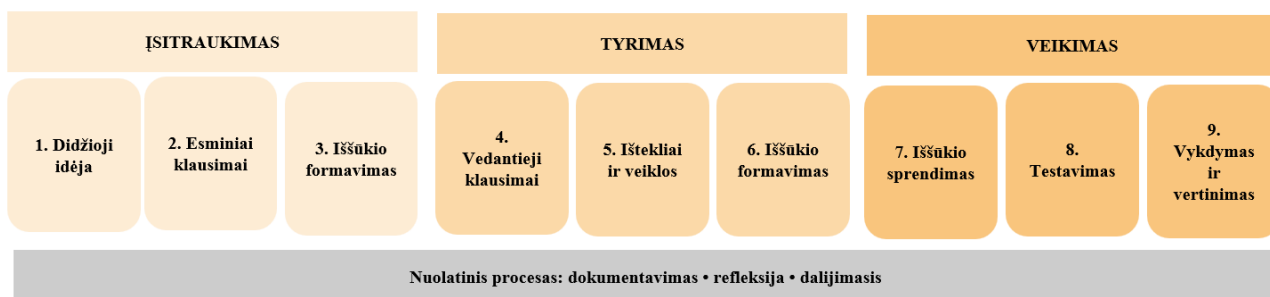 ĮSITRAUKIMAS
TYRIMAS
VEIKIMAS
1. Didžioji
idėja
2. Esminiai
klausimai
3. Iššūkio
formavimas
4.
Vedantieji
klausimai
5. Ištekliai
ir veiklos
6. Iššūkio
formavimas
7. Iššūkio
sprendimas
8.
Testavimas
9.
Vykdymas
ir
vertinimas
Nuolatinis procesas: dokumentavimas • refleksija • dalijimasis